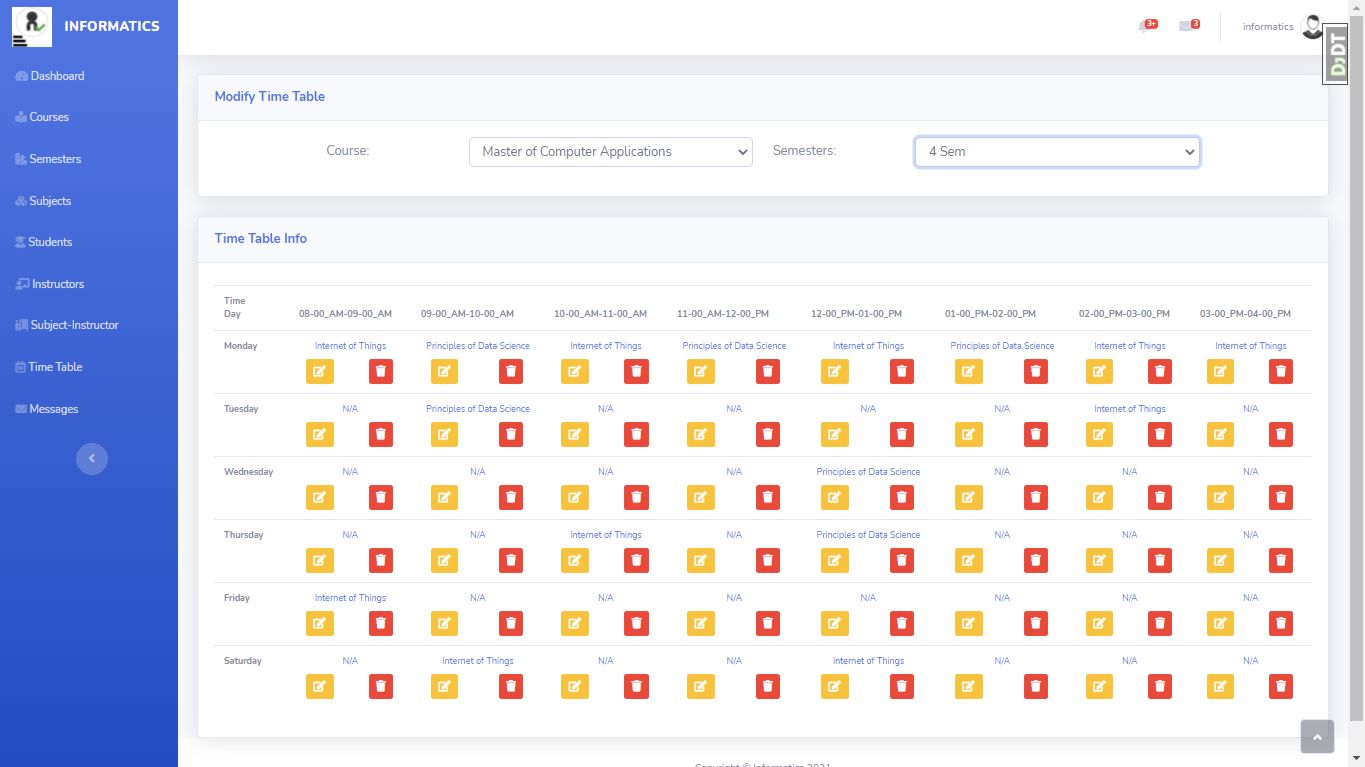 INFORMATICS
3+
3
informatics
DJDT
Dashboard
Courses
Semesters
Subjects
Students
Instructors
Subject-Instructor
Time Table
Messages
Modify Time Table
Course: Master of Computer Applications Semesters: 4 Sem
Time Table Info
Time
Day 08-00_AM-09-00_AM 09-00_AM-10-00_AM 10-00_AM-11-00_AM 11-00_AM-12-00_PM 12-00_PM-01-00_PM 01-00_PM-02-00_PM 02-00_PM-03-00_PM 03-00_PM-04-00_PM
Monday Internet of Things Principles of Data Science Internet of Things Principles of Data Science Internet of Things Principles of Data Science Internet of Things Internet of Things
Tuesday N/A Principles of Data Science N/A N/A N/A N/A Internet of Things N/A
Wednesday N/A N/A N/A N/A Principles of Data Science N/A N/A N/A
Thursday N/A N/A Internet of Things N/A Principles of Data Science N/A N/A N/A
Friday Internet of Things N/A N/A N/A N/A N/A N/A N/A
Saturday N/A Internet of Things N/A N/A Internet of Things N/A N/A N/A
Copyright © Informatics 2021